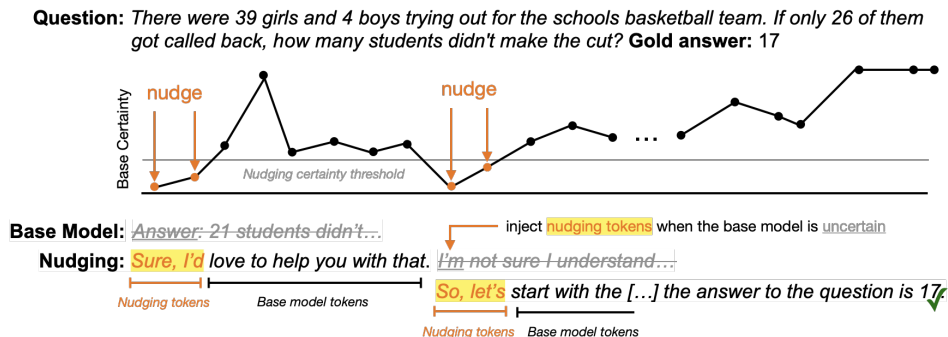 Question: There were 39 girls and 4 boys trying out for the schools basketball team. If only 26 of them
got called back, how many students didn't make the cut? Gold answer: 17
Base Certainty
nudge
nudge
...
Nudging certainty threshold
Base Model: Answer: 21 students didn't...
inject nudging tokens when the base model is uncertain
Nudging: Sure, I'd love to help you with that. I'm not sure I understand...
Nudging tokens
Base model tokens
So, let's start with the [...] the answer to the question is 17.
Nudging tokens
Base model tokens